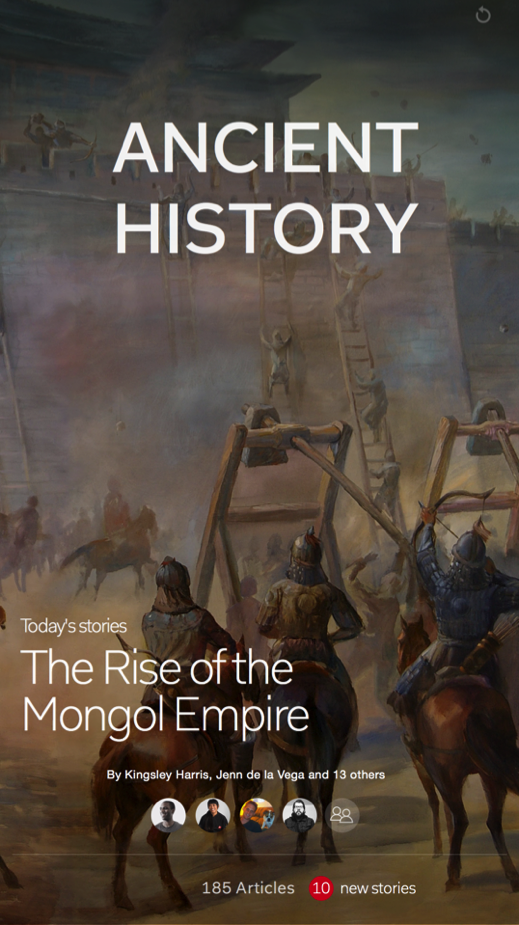 ANCIENT
HISTORY
Today's stories
The Rise of the
Mongol Empire
By Kingsley Harris, Jenn de la Vega and 13 others
185 Articles 10 new stories